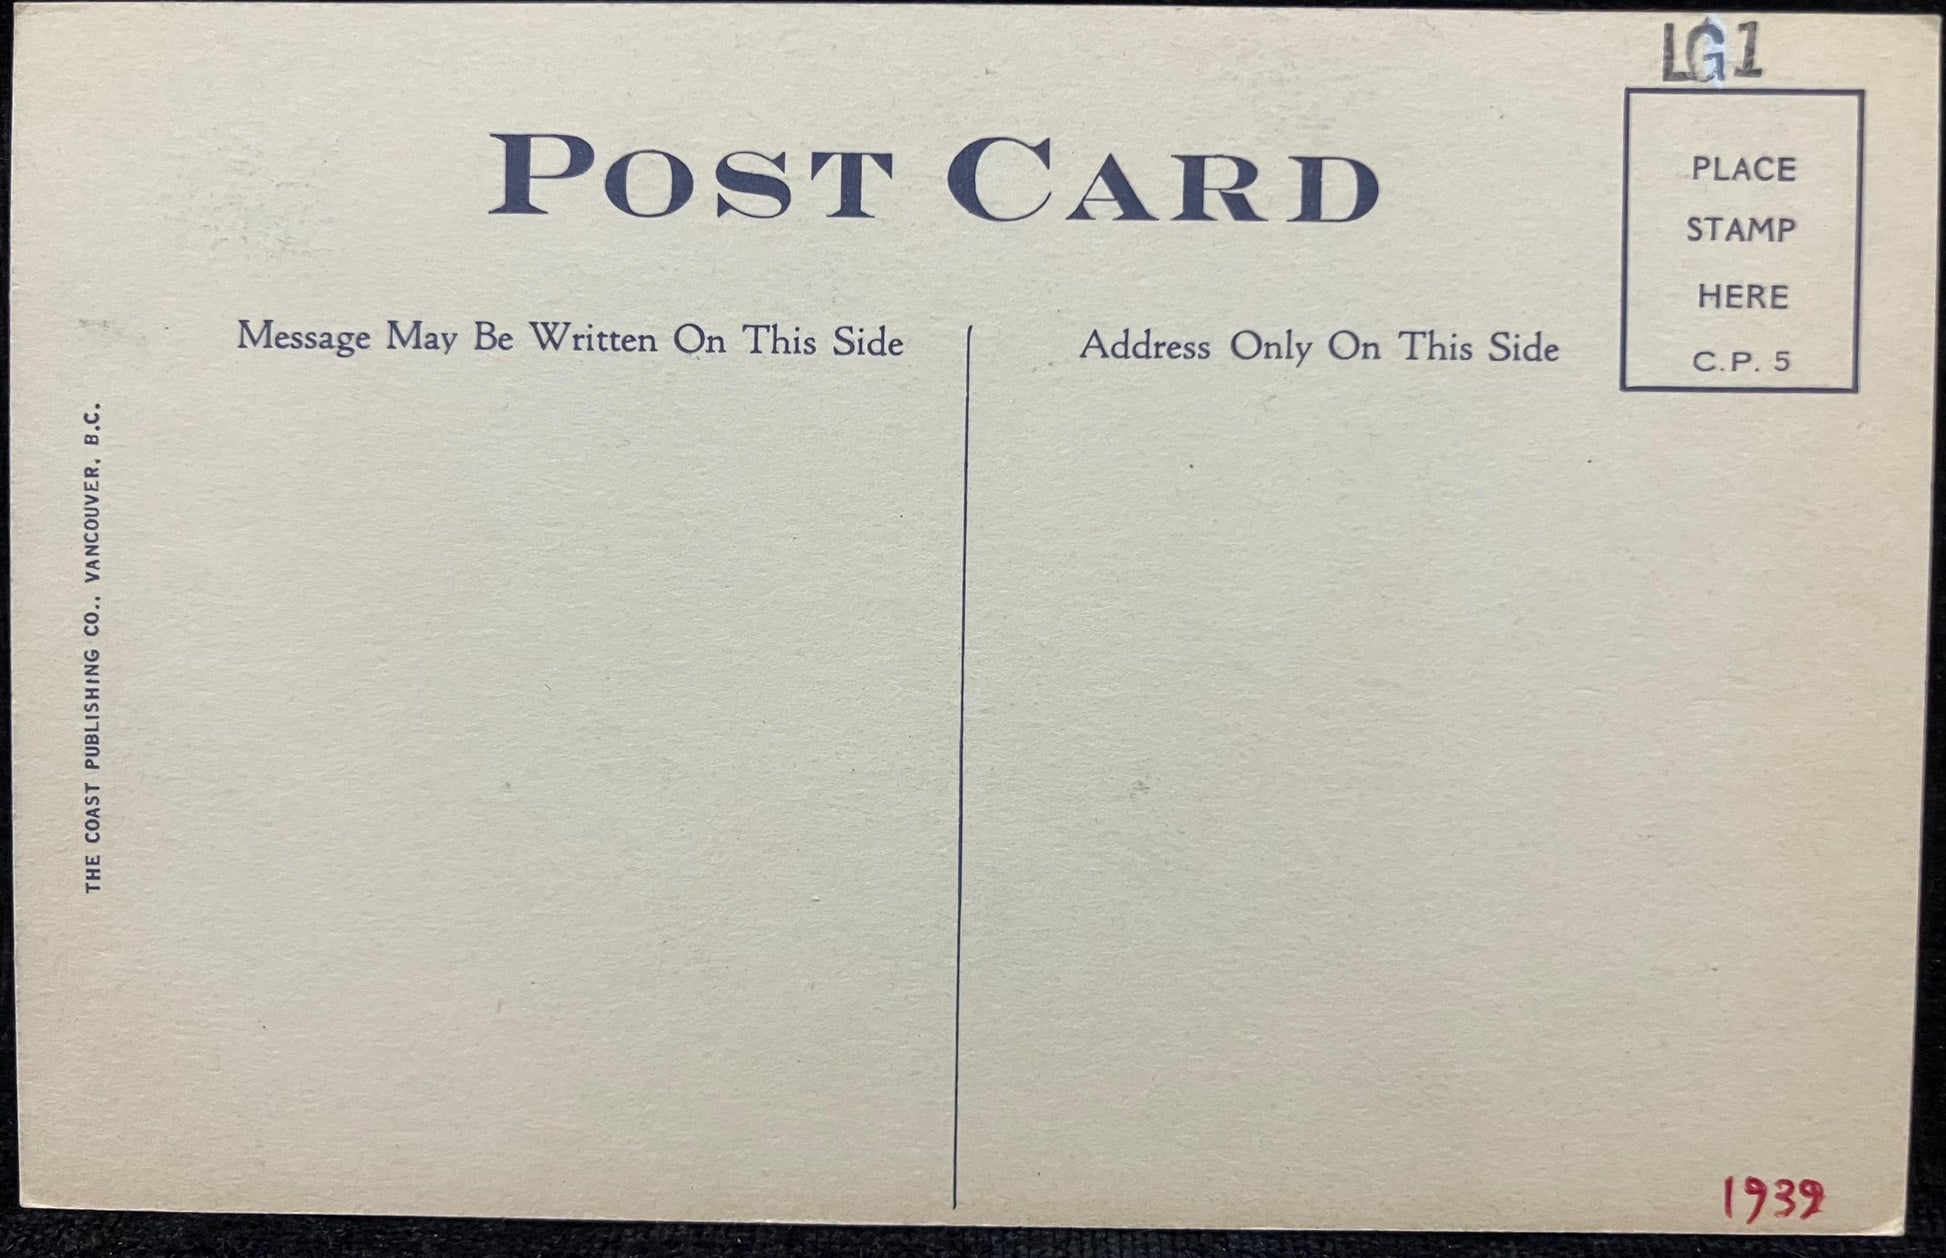 LG1
POST CARD
PLACE
STAMP
HERE
C.P. 5
Message May Be Written On This Side
Address Only On This Side
THE COAST PUBLISHING CO., VANCOUVER, B.C.
1939